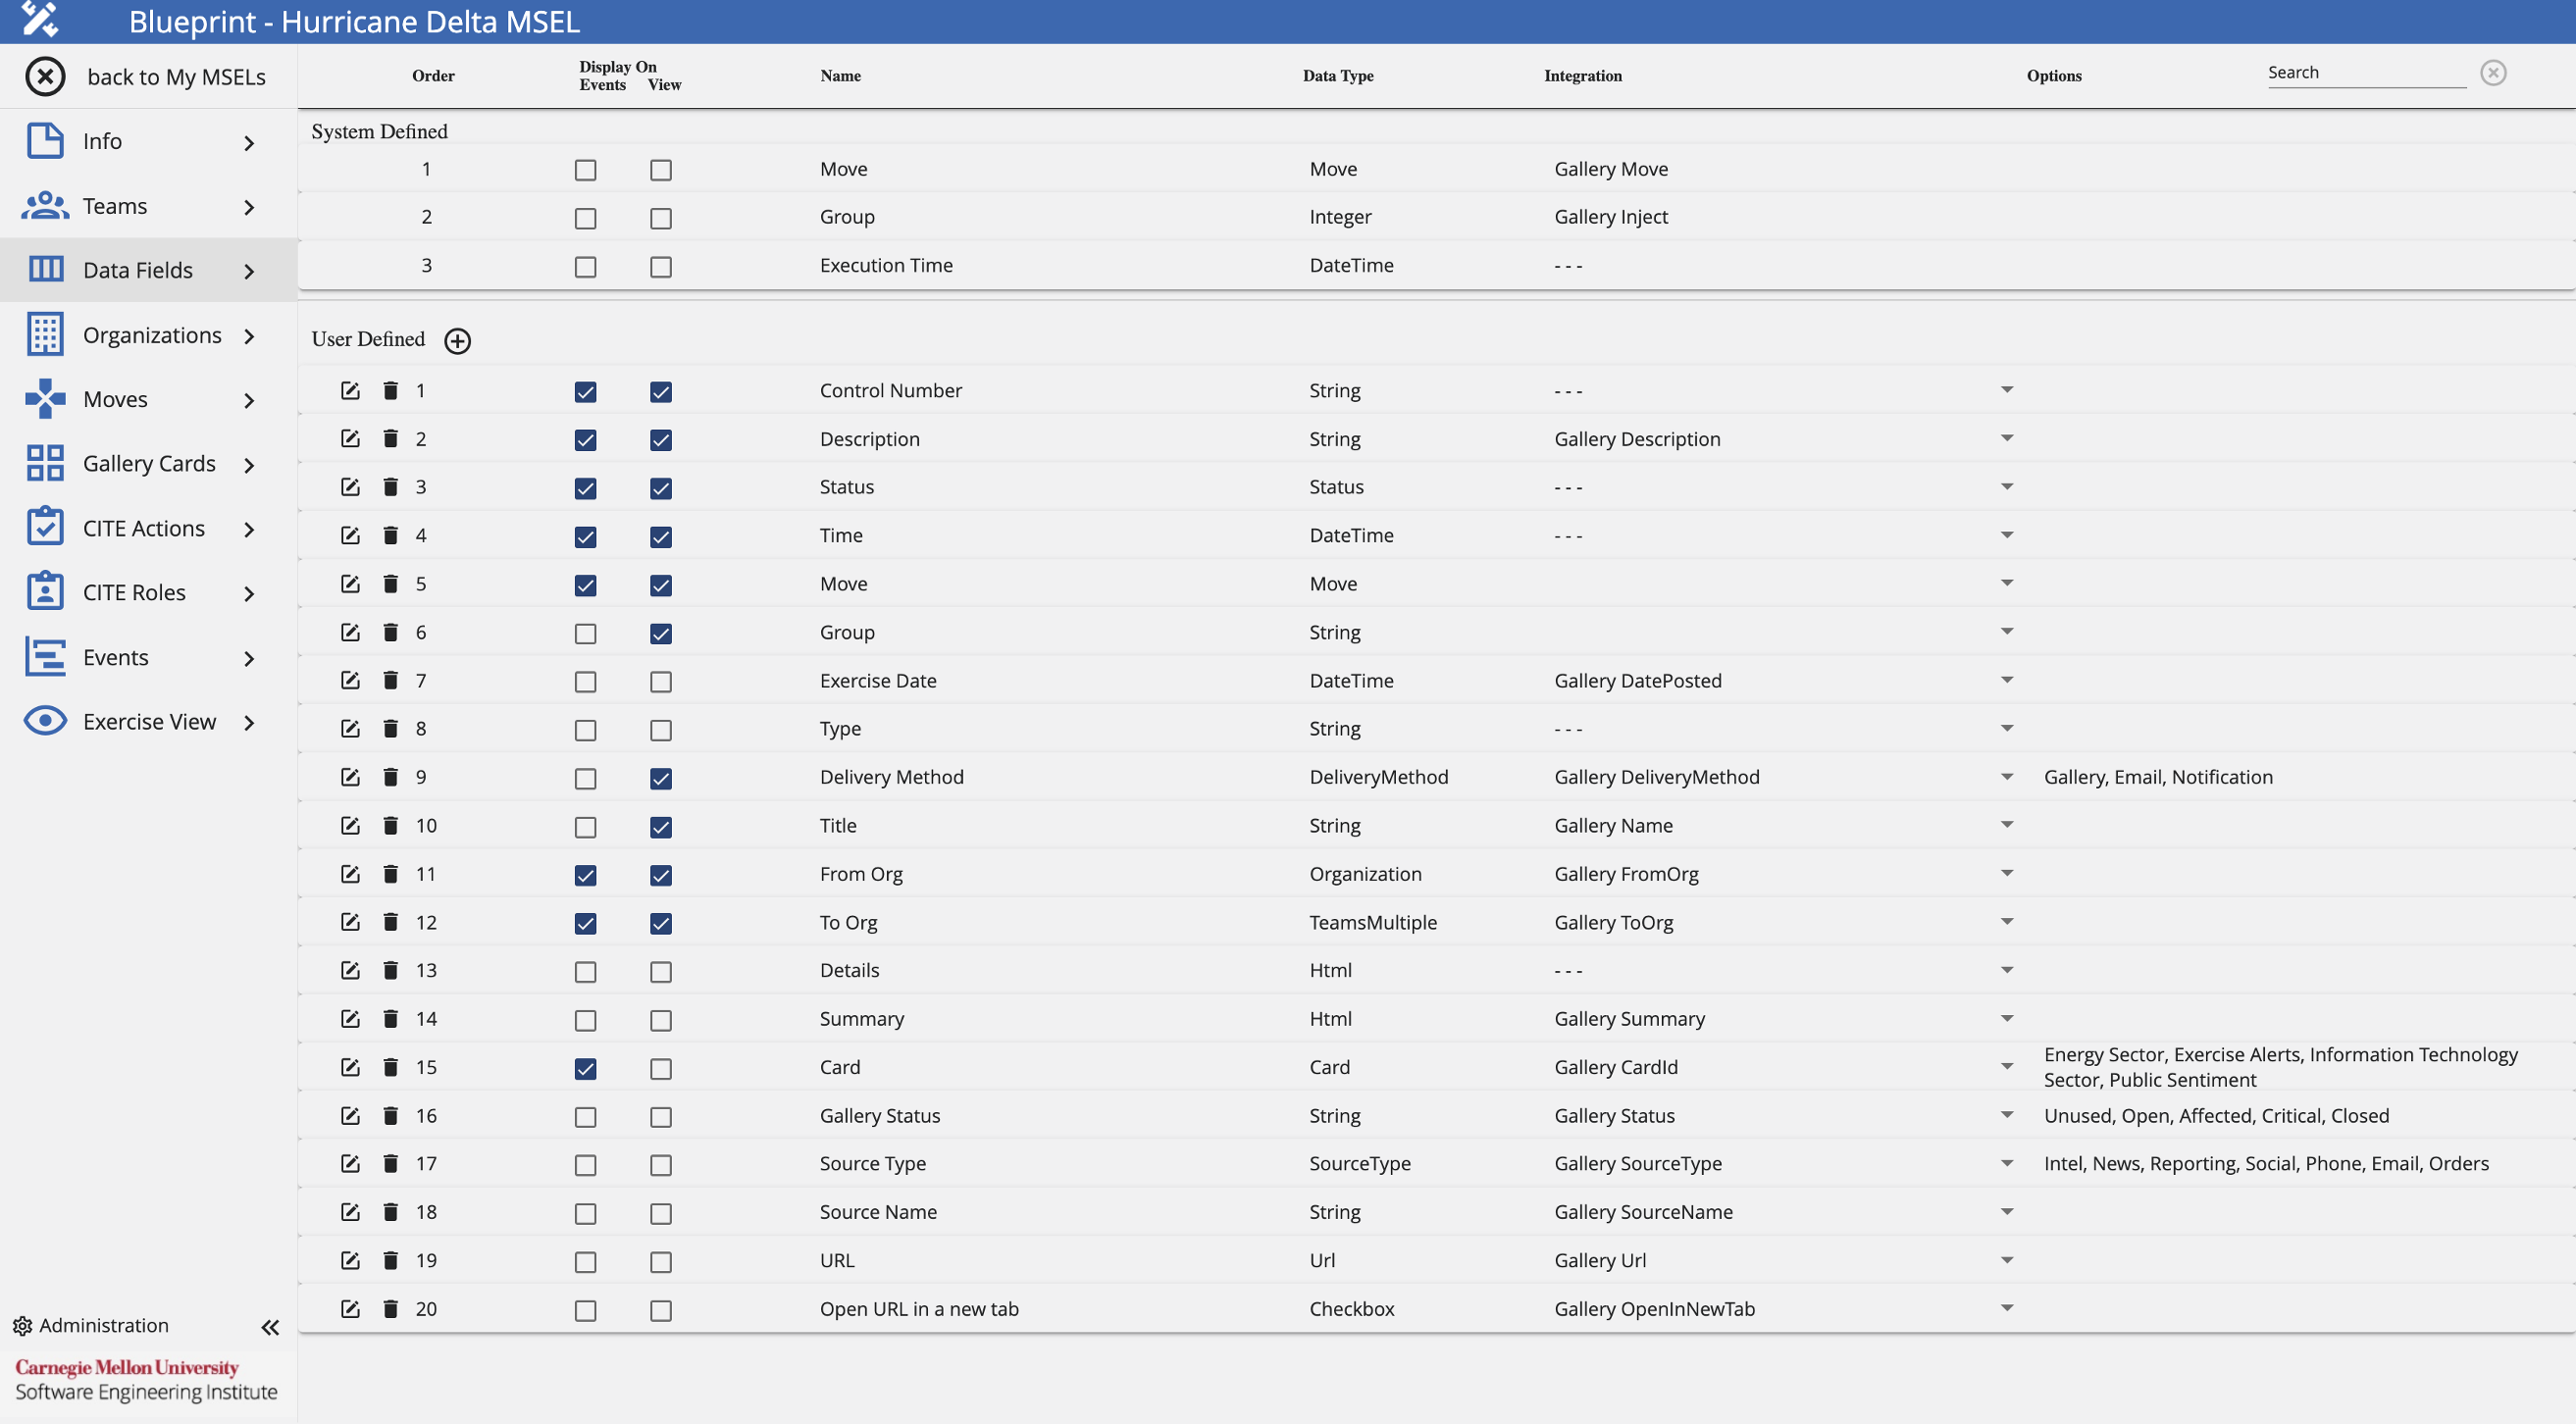 Blueprint - Hurricane Delta MSEL
back to My MSELs
Info
Teams
Data Fields
Organizations
Moves
Gallery Cards
CITE Actions
CITE Roles
Events
Exercise View
Administration
Carnegie Mellon University
Software Engineering Institute
Order Display On Events View Name Data Type Integration Options Search
System Defined
1 Move Move Gallery Move
2 Group Integer Gallery Inject
3 Execution Time DateTime ---
User Defined
1 Control Number String ---
2 Description String Gallery Description
3 Status Status ---
4 Time DateTime ---
5 Move Move
6 Group String
7 Exercise Date DateTime Gallery DatePosted
8 Type String ---
9 Delivery Method DeliveryMethod Gallery DeliveryMethod Gallery, Email, Notification
10 Title String Gallery Name
11 From Org Organization Gallery FromOrg
12 To Org TeamsMultiple Gallery ToOrg
13 Details Html ---
14 Summary Html Gallery Summary
15 Card Card Gallery CardId Energy Sector, Exercise Alerts, Information Technology
Sector, Public Sentiment
16 Gallery Status String Gallery Status Unused, Open, Affected, Critical, Closed
17 Source Type SourceType Gallery SourceType Intel, News, Reporting, Social, Phone, Email, Orders
18 Source Name String Gallery SourceName
19 URL Url Gallery Url
20 Open URL in a new tab Checkbox Gallery OpenInNewTab